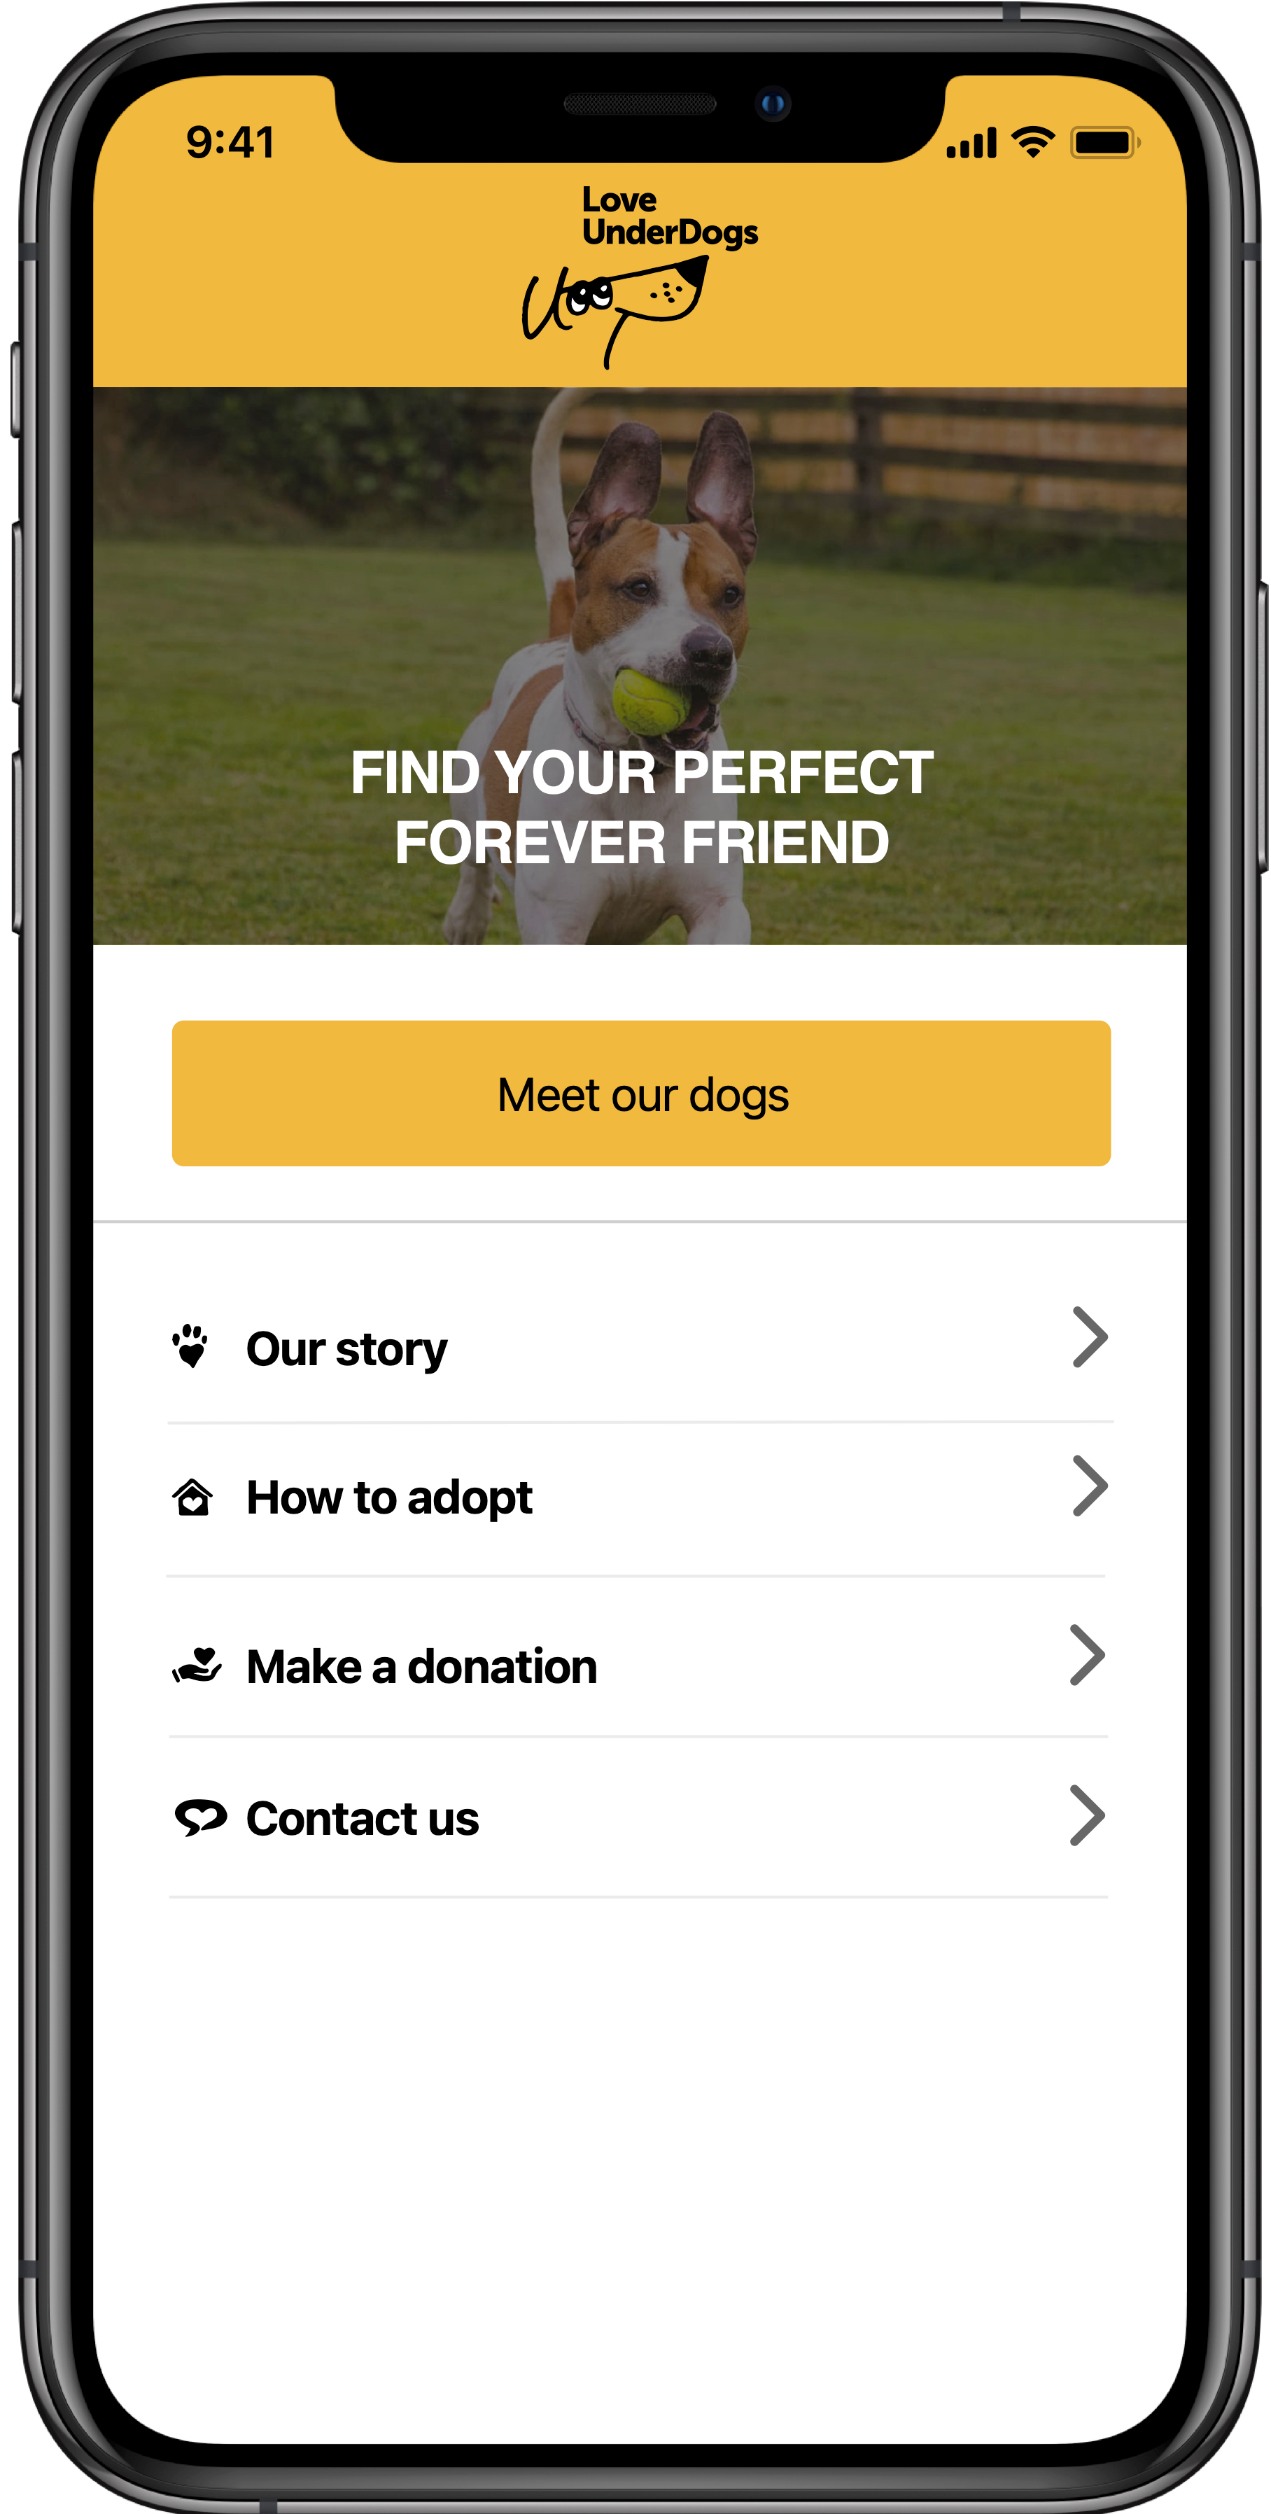 9:41
Love
UnderDogs
FIND YOUR PERFECT
FOREVER FRIEND
Meet our dogs
Our story
How to adopt
Make a donation
Contact us